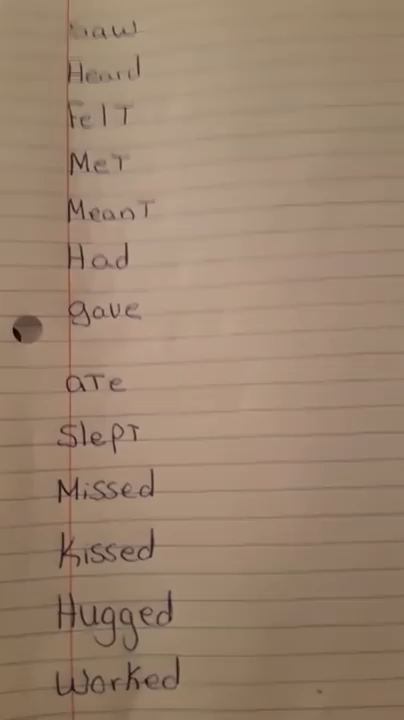 Saw
Heard
Felt
Met
Meant
Had
gave
ate
Slept
Missed
Kissed
Hugged
Worked